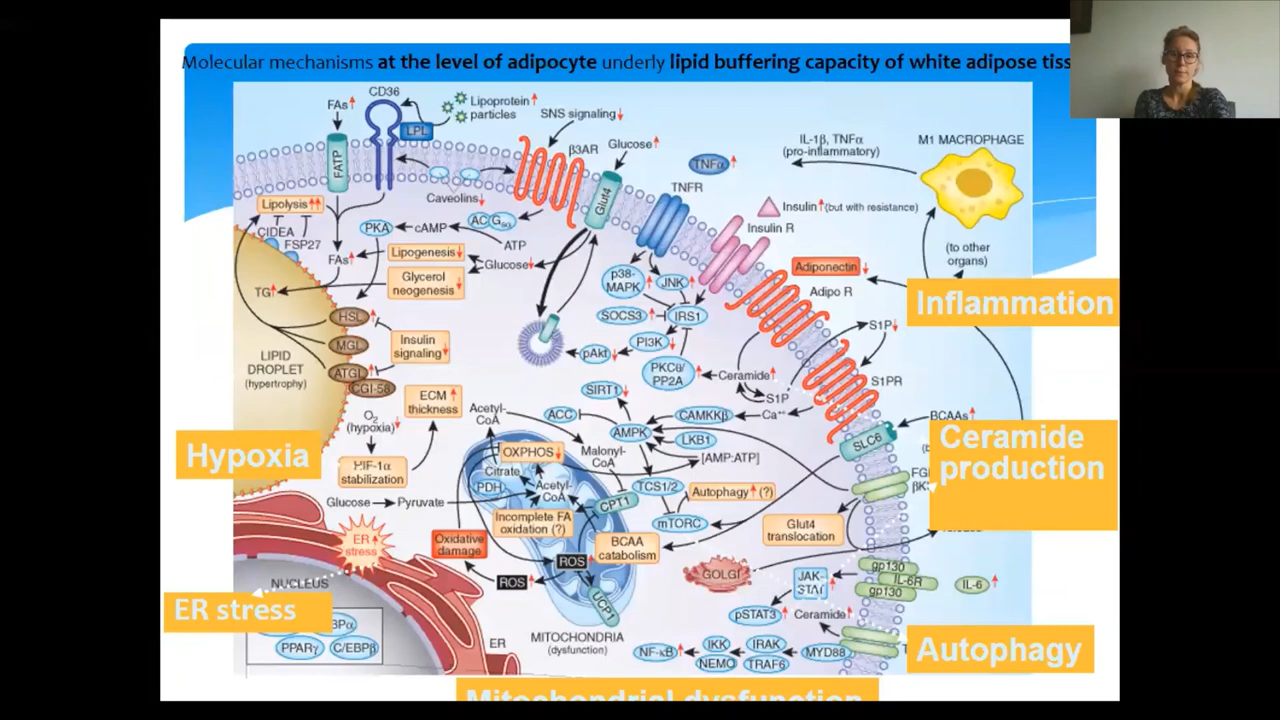 Molecular mechanisms at the level of adipocyte underly lipid buffering capacity of white adipose tiss
FAs
CD36
Lipoprotein
particles
LPL
SNS signaling
β3AR
Glucose
FATP
Caveolins
Glut4
TNFα
TNFR
IL-1β, TNFα
(pro-inflammatory)
M1 MACROPHAGE
Insulin (but with resistance)
Insulin R
Lipolysis
CIDEA
FSP27
PKA
cAMP
AC
ATP
FAs
Lipogenesis
Glucose
Glycerol
neogenesis
TG
HSL
MGL
ATGL
CGI-58
Insulin
signaling
LIPID
DROPLET
(hypertrophy)
p38-
MAPK
JNK
SOCS3
IRS1
PI3K
pAkt
PKCθ/
PP2A
Ceramide
S1P
Adiponectin
Adipo R
(to other
organs)
Inflammation
S1P
S1PR
BCAAs
SLC6
Ceramide
production
O2
(hypoxia)
ECM
thickness
Hypoxia
HIF-1α
stabilization
Acetyl-
CoA
ACC
SIRT1
AMPK
CAMKKβ
Ca++
LKB1
[AMP:ATP]
Malonyl-
CoA
OXPHOS
Citrate
PDH
Acetyl-
CoA
CPT1
TCS1/2
Autophagy (?)
mTORC
Glucose
Pyruvate
Incomplete FA
oxidation (?)
BCAA
catabolism
Glut4
translocation
ER
stress
Oxidative
damage
ROS
ROS
UCP1
GOLGI
JAK-
STAT
gp130
IL-6R
gp130
IL-6
NUCLEUS
ER stress
PPARγ
C/EBPβ
ER
MITOCHONDRIA
(dysfunction)
pSTAT3
Ceramide
NF-κB
IKK
NEMO
IRAK
TRAF6
MYD88
Autophagy
Mitochondrial dysfunction